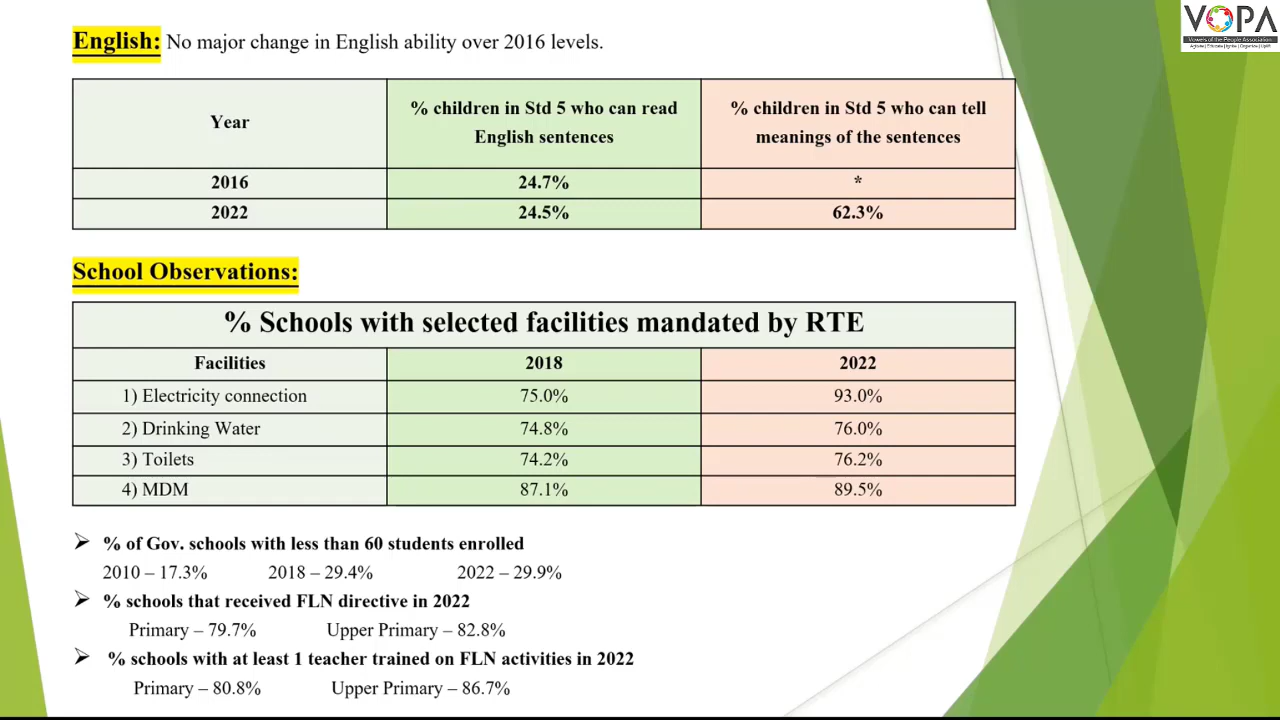 VOPA
Vowels of the People Association
English: No major change in English ability over 2016 levels.
Year
% children in Std 5 who can read
English sentences
% children in Std 5 who can tell
meanings of the sentences
2016 24.7% *
2022 24.5% 62.3%
School Observations:
% Schools with selected facilities mandated by RTE
Facilities 2018 2022
1) Electricity connection 75.0% 93.0%
2) Drinking Water 74.8% 76.0%
3) Toilets 74.2% 76.2%
4) MDM 87.1% 89.5%
➢ % of Gov. schools with less than 60 students enrolled
2010 – 17.3% 2018 – 29.4% 2022 – 29.9%
➢ % schools that received FLN directive in 2022
Primary – 79.7% Upper Primary – 82.8%
➢ % schools with at least 1 teacher trained on FLN activities in 2022
Primary – 80.8% Upper Primary – 86.7%